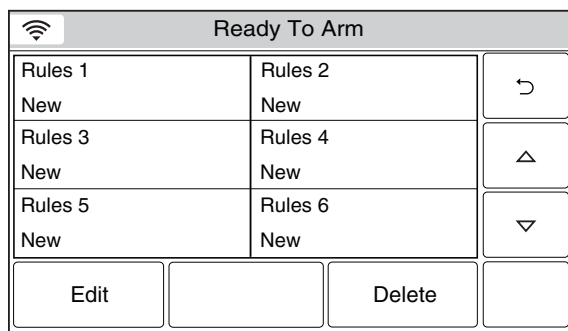 Ready To Arm
Rules 1
Rules 2
New
New
Rules 3
Rules 4
New
New
Rules 5
Rules 6
New
New
Edit
Delete